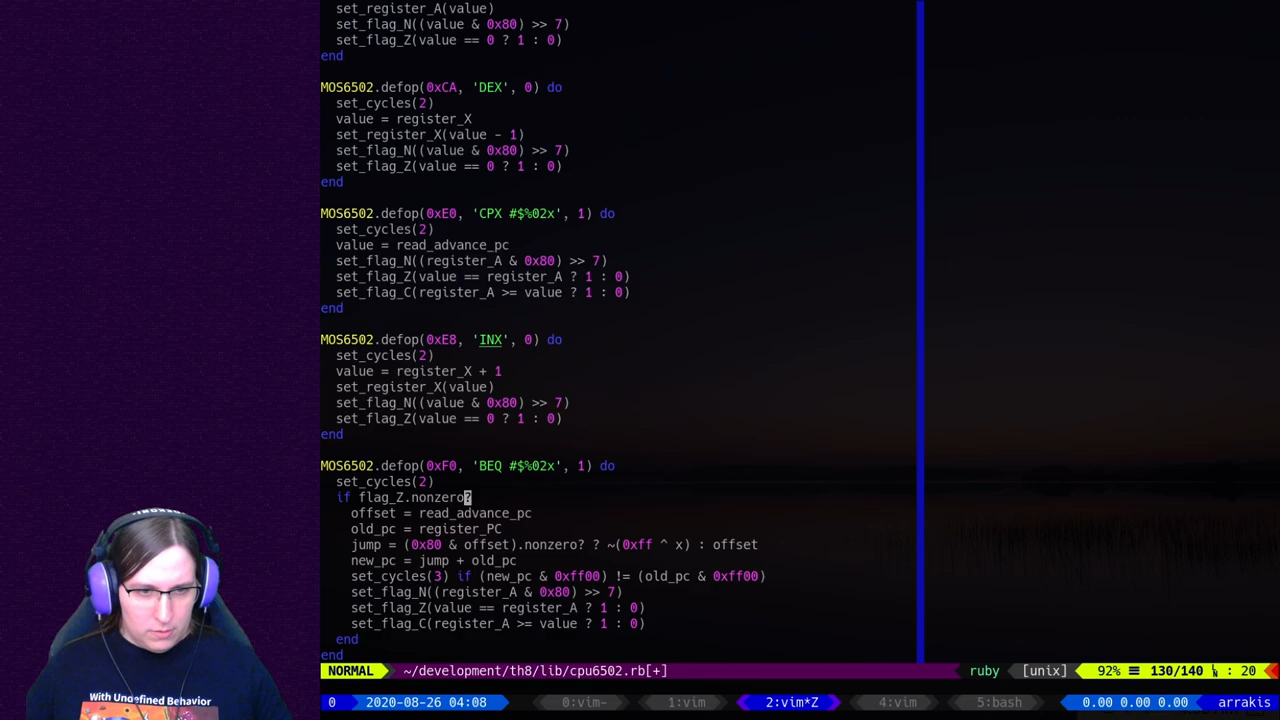 set_register_A(value)
set_flag_N((value & 0x80) >> 7)
set_flag_Z(value == 0 ? 1 : 0)
end
MOS6502.defop(0xCA, 'DEX', 0) do
set_cycles(2)
value = register_X
set_register_X(value - 1)
set_flag_N((value & 0x80) >> 7)
set_flag_Z(value == 0 ? 1 : 0)
end
MOS6502.defop(0xE0, 'CPX #$%02x', 1) do
set_cycles(2)
value = read_advance_pc
set_flag_N((register_A & 0x80) >> 7)
set_flag_Z(value == register_A ? 1 : 0)
set_flag_C(register_A >= value ? 1 : 0)
end
MOS6502.defop(0xE8, 'INX', 0) do
set_cycles(2)
value = register_X + 1
set_register_X(value)
set_flag_N((value & 0x80) >> 7)
set_flag_Z(value == 0 ? 1 : 0)
end
MOS6502.defop(0xF0, 'BEQ #$%02x', 1) do
set_cycles(2)
if flag_Z.nonzero?
offset = read_advance_pc
old_pc = register_PC
jump = (0x80 & offset).nonzero? ? ~(0xff ^ x) : offset
new_pc = jump + old_pc
set_cycles(3) if (new_pc & 0xff00) != (old_pc & 0xff00)
set_flag_N((register_A & 0x80) >> 7)
set_flag_Z(value == register_A ? 1 : 0)
set_flag_C(register_A >= value ? 1 : 0)
end
end
NORMAL ~/development/th8/lib/cpu6502.rb[+] ruby [unix] 92% 130/140 : 20
0 2020-08-26 04:08 0:vim- 1:vim 2:vim*Z 4:vim 5:bash 0.00 0.00 0.00 arrakis
With Undefined Behavior